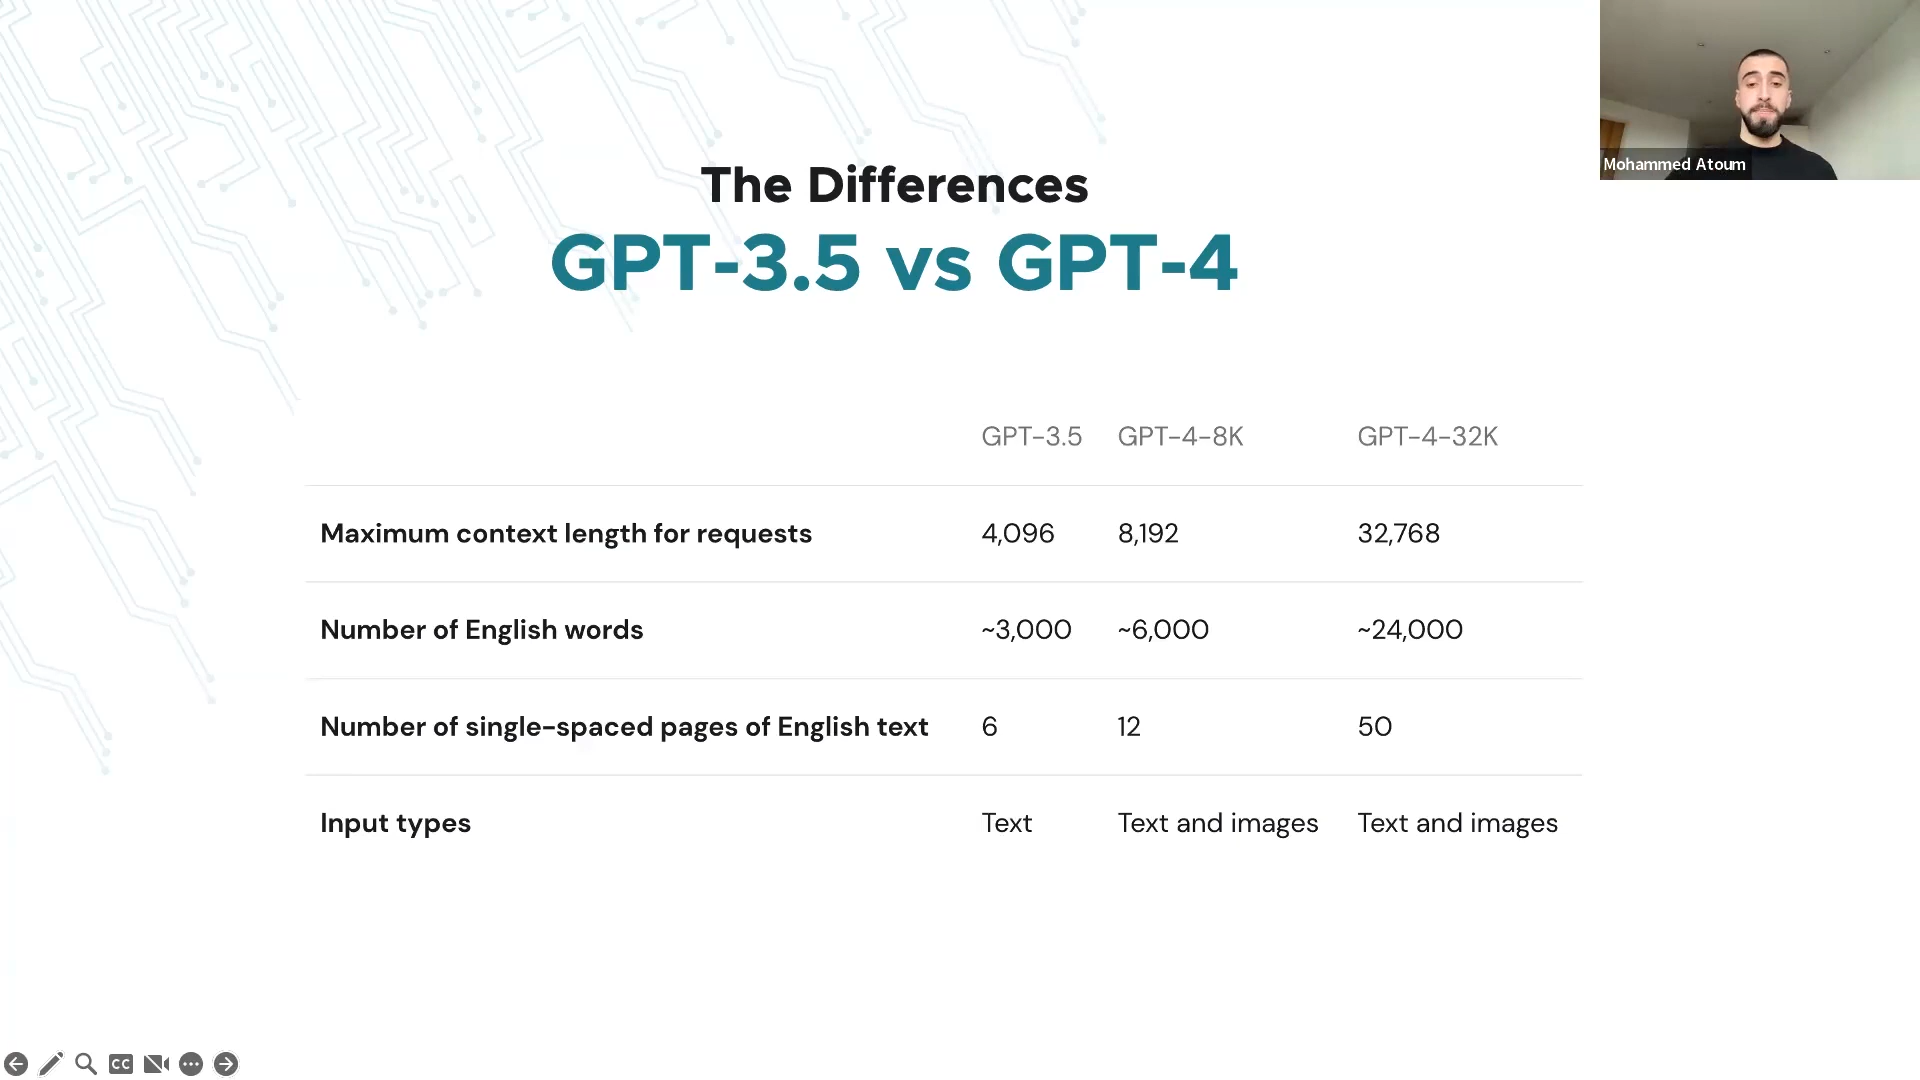 The Differences
GPT-3.5 vs GPT-4
Mohammed Atoum
GPT-3.5 GPT-4-8K GPT-4-32K
Maximum context length for requests 4,096 8,192 32,768
Number of English words ~3,000 ~6,000 ~24,000
Number of single-spaced pages of English text 6 12 50
Input types Text Text and images Text and images
CC